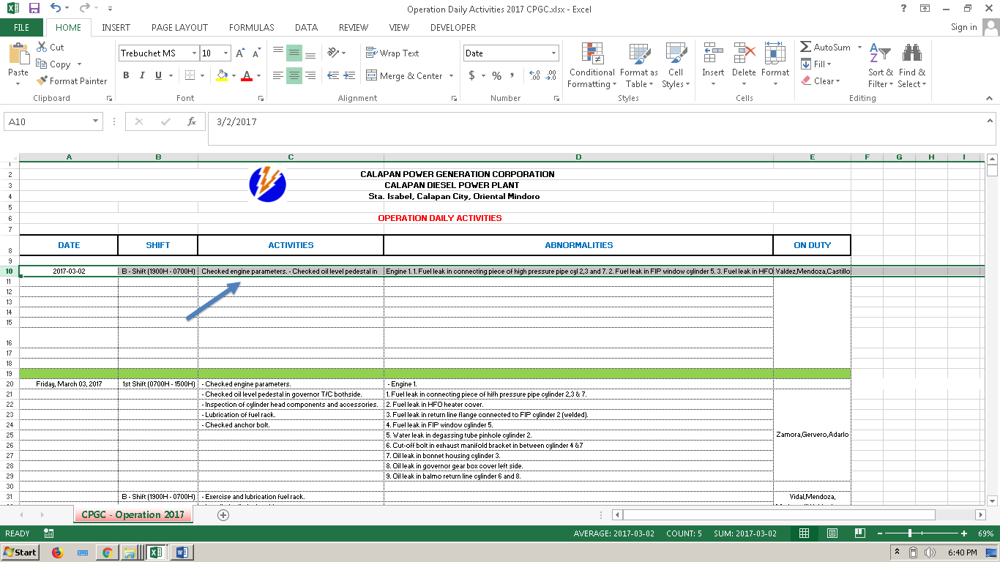 Operation Daily Activities 2017 CPGC.xlsx - Excel
FILE HOME INSERT PAGE LAYOUT FORMULAS DATA REVIEW VIEW DEVELOPER Sign in
Paste
Cut
Copy
Format Painter
Clipboard
Trebuchet MS 10
B I U
Font
Wrap Text
Merge & Center
Alignment
Date
$ % ,
Number
Conditional Formatting
Format as Table
Cell Styles
Styles
Insert Delete Format
Cells
AutoSum
Fill
Clear
Sort & Filter
Find & Select
Editing
A10 fx 3/2/2017
A B C D E F G H I
1
2 CALAPAN POWER GENERATION CORPORATION
3 CALAPAN DIESEL POWER PLANT
4 Sta. Isabel, Calapan City, Oriental Mindoro
5
6 OPERATION DAILY ACTIVITIES
7
8 DATE SHIFT ACTIVITIES ABNORMALITIES ON DUTY
9
10 2017-03-02 B - Shift (1900H - 0700H) Checked engine parameters. - Checked oil level pedestal in Engine 1. 1. Fuel leak in connecting piece of high pressure pipe cyl 2,3 and 7. 2. Fuel leak in FIP window cylinder 5. 3. Fuel leak in HFO Valdez,Mendoza,Castillo
11
12
13
14
15
16
17
18
19
20 Friday, March 03, 2017 1st Shift (0700H - 1500H) - Checked engine parameters. - Engine 1.
21 - Checked oil level pedestal in governor T/C bothside. 1. Fuel leak in connecting piece of hifh pressure pipe cylinder 2,3 & 7.
22 - Inspection of cylinder head components and accessories. 2. Fuel leak in HFO heater cover.
23 - Lubrication of fuel rack. 3. Fuel leak in return line flange connected to FIP cylinder 2 (welded).
24 - Checked anchor bolt. 4. Fuel leak in FIP window cylinder 5.
25 5. Water leak in degassing tube pinhole cylinder 2. Zamora,Gervero,Adarlo
26 6. Cut-off bolt in exhaust manifold bracket in between cylinder 4 &7
27 7. Oil leak in bonnet housing cylinder 3.
28 8. Oil leak in governor gear box cover left side.
29 9. Oil leak in balmo return line cylinder 6 and 8.
30
31 B - Shift (1900H - 0700H) - Exercise and lubrication fuel rack. Vidal,Mendoza,
CPGC - Operation 2017
READY AVERAGE: 2017-03-02 COUNT: 5 SUM: 2017-03-02 69%
Start 6:40 PM